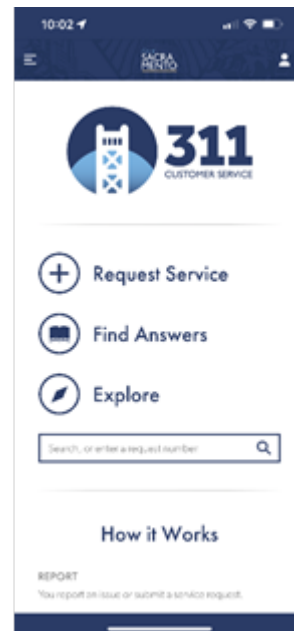 10:02
SACRA
MENTO
311
CUSTOMER SERVICE
Request Service
Find Answers
Explore
Search, or enter a request number
How it Works
REPORT
You report an issue or submit a service request.